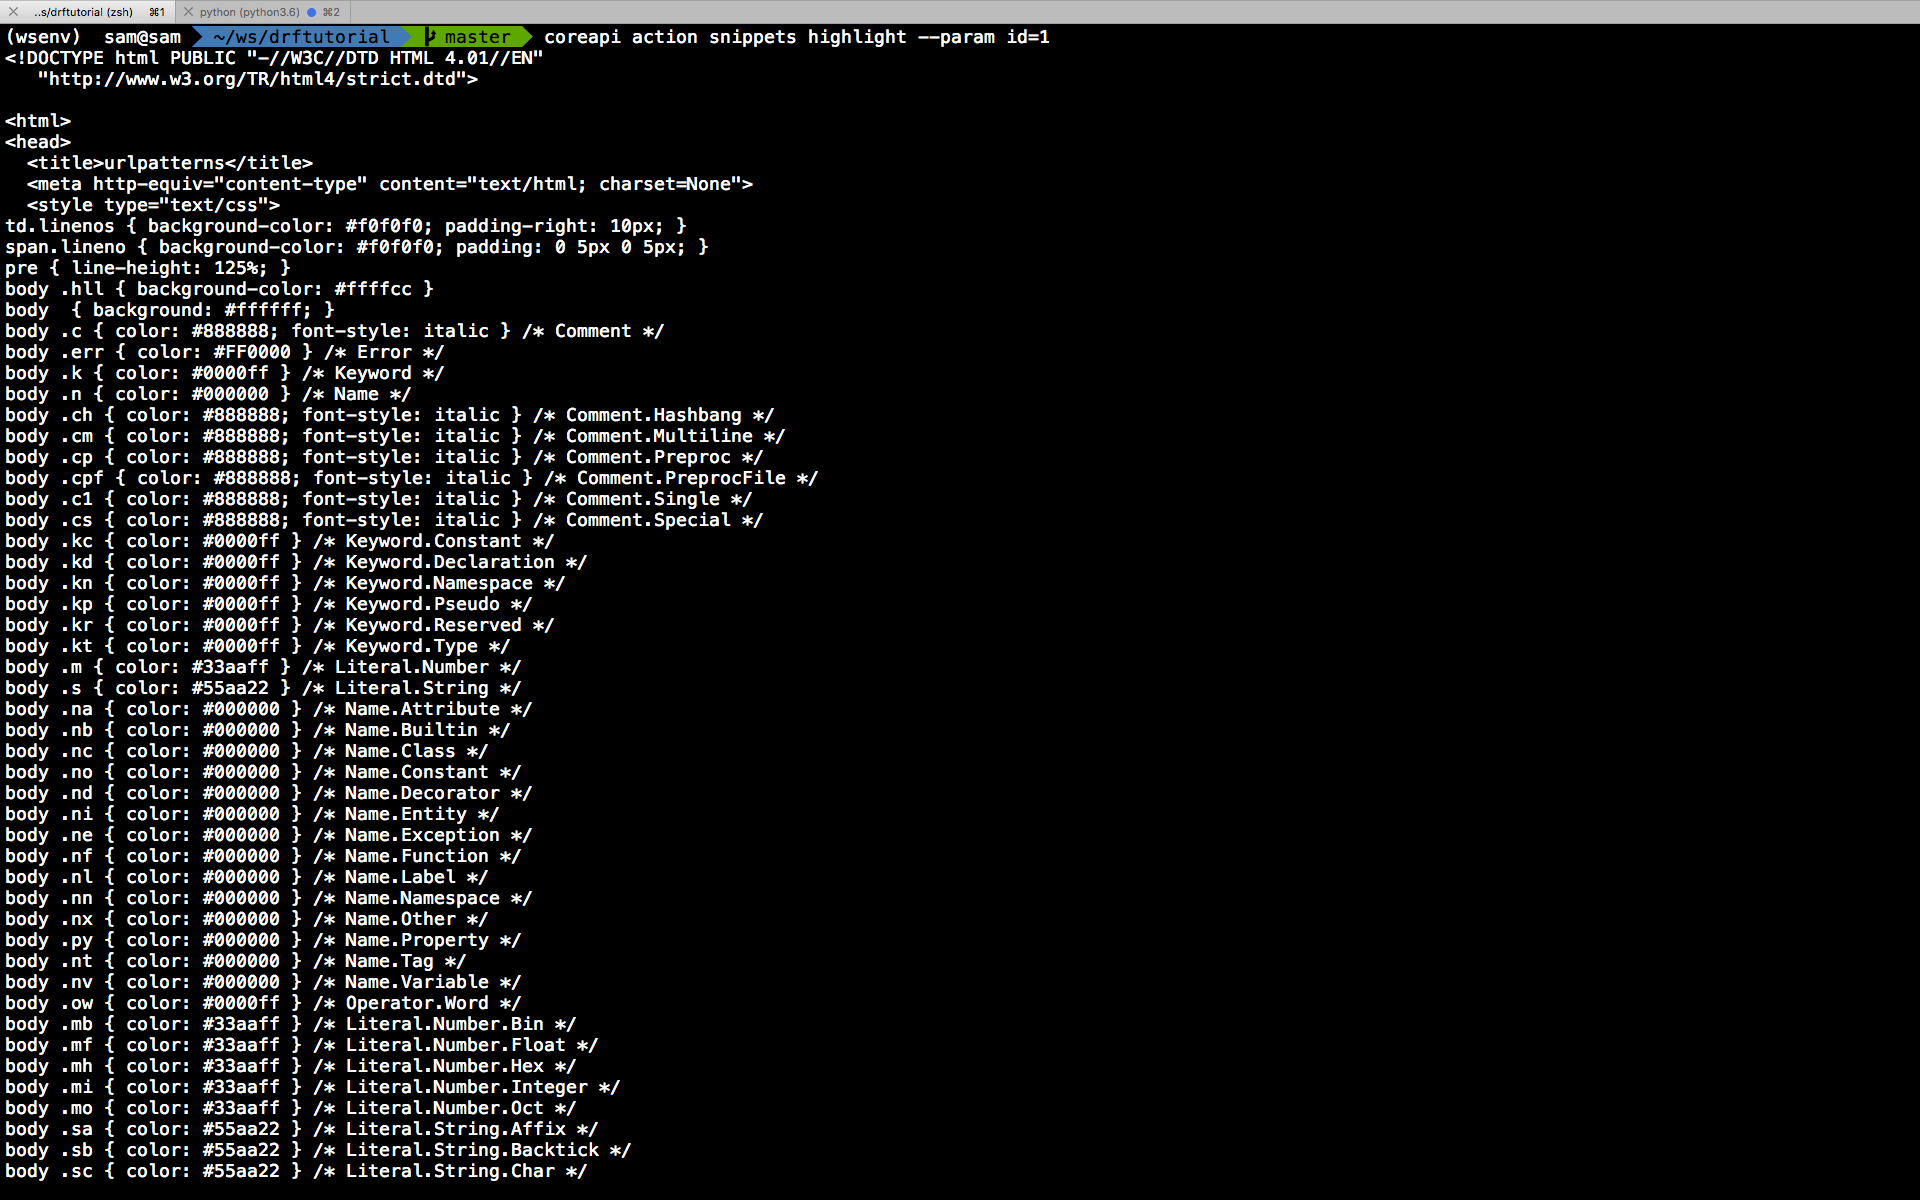 ..s/drftutorial (zsh) ⌘1 python (python3.6) ⌘2
(wsenv) sam@sam ~/ws/drftutorial master coreapi action snippets highlight --param id=1
<!DOCTYPE html PUBLIC "-//W3C//DTD HTML 4.01//EN"
   "http://www.w3.org/TR/html4/strict.dtd">

<html>
<head>
  <title>urlpatterns</title>
  <meta http-equiv="content-type" content="text/html; charset=None">
  <style type="text/css">
td.linenos { background-color: #f0f0f0; padding-right: 10px; }
span.lineno { background-color: #f0f0f0; padding: 0 5px 0 5px; }
pre { line-height: 125%; }
body .hll { background-color: #ffffcc }
body  { background: #ffffff; }
body .c { color: #888888; font-style: italic } /* Comment */
body .err { color: #FF0000 } /* Error */
body .k { color: #0000ff } /* Keyword */
body .n { color: #000000 } /* Name */
body .ch { color: #888888; font-style: italic } /* Comment.Hashbang */
body .cm { color: #888888; font-style: italic } /* Comment.Multiline */
body .cp { color: #888888; font-style: italic } /* Comment.Preproc */
body .cpf { color: #888888; font-style: italic } /* Comment.PreprocFile */
body .c1 { color: #888888; font-style: italic } /* Comment.Single */
body .cs { color: #888888; font-style: italic } /* Comment.Special */
body .kc { color: #0000ff } /* Keyword.Constant */
body .kd { color: #0000ff } /* Keyword.Declaration */
body .kn { color: #0000ff } /* Keyword.Namespace */
body .kp { color: #0000ff } /* Keyword.Pseudo */
body .kr { color: #0000ff } /* Keyword.Reserved */
body .kt { color: #0000ff } /* Keyword.Type */
body .m { color: #33aaff } /* Literal.Number */
body .s { color: #55aa22 } /* Literal.String */
body .na { color: #000000 } /* Name.Attribute */
body .nb { color: #000000 } /* Name.Builtin */
body .nc { color: #000000 } /* Name.Class */
body .no { color: #000000 } /* Name.Constant */
body .nd { color: #000000 } /* Name.Decorator */
body .ni { color: #000000 } /* Name.Entity */
body .ne { color: #000000 } /* Name.Exception */
body .nf { color: #000000 } /* Name.Function */
body .nl { color: #000000 } /* Name.Label */
body .nn { color: #000000 } /* Name.Namespace */
body .nx { color: #000000 } /* Name.Other */
body .py { color: #000000 } /* Name.Property */
body .nt { color: #000000 } /* Name.Tag */
body .nv { color: #000000 } /* Name.Variable */
body .ow { color: #0000ff } /* Operator.Word */
body .mb { color: #33aaff } /* Literal.Number.Bin */
body .mf { color: #33aaff } /* Literal.Number.Float */
body .mh { color: #33aaff } /* Literal.Number.Hex */
body .mi { color: #33aaff } /* Literal.Number.Integer */
body .mo { color: #33aaff } /* Literal.Number.Oct */
body .sa { color: #55aa22 } /* Literal.String.Affix */
body .sb { color: #55aa22 } /* Literal.String.Backtick */
body .sc { color: #55aa22 } /* Literal.String.Char */